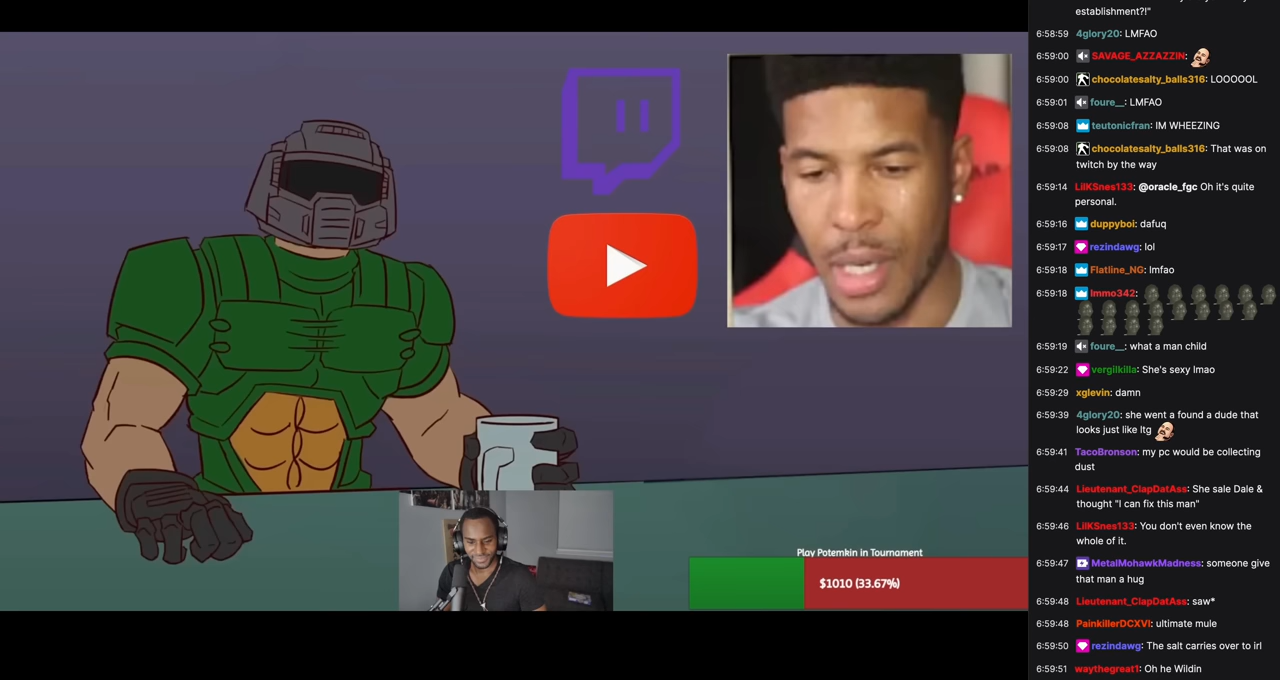 Play Potemkin in Tournament
$1010 (33.67%)
establishment?!"
6:58:59 4glory20: LMFAO
6:59:00 SAVAGE_AZZAZZIN:
6:59:00 chocolatesalty_balls316: LOOOOOL
6:59:01 foure__: LMFAO
6:59:08 teutonicfran: IM WHEEZING
6:59:08 chocolatesalty_balls316: That was on
twitch by the way
6:59:14 LilKSnes133: @oracle_fgc Oh it's quite
personal.
6:59:16 duppyboi: dafuq
6:59:17 rezindawg: lol
6:59:18 Flatline_NG: lmfao
6:59:18 Immo342:
6:59:19 foure__: what a man child
6:59:22 vergilkilla: She's sexy lmao
6:59:29 xglevin: damn
6:59:39 4glory20: she went a found a dude that
looks just like ltg
6:59:41 TacoBronson: my pc would be collecting
dust
6:59:44 Lieutenant_ClapDatAss: She sale Dale &
thought "I can fix this man"
6:59:46 LilKSnes133: You don't even know the
whole of it.
6:59:47 MetalMohawkMadness: someone give
that man a hug
6:59:48 Lieutenant_ClapDatAss: saw*
6:59:48 PainkillerDCXVI: ultimate mule
6:59:50 rezindawg: The salt carries over to irl
6:59:51 waythegreat1: Oh he Wildin